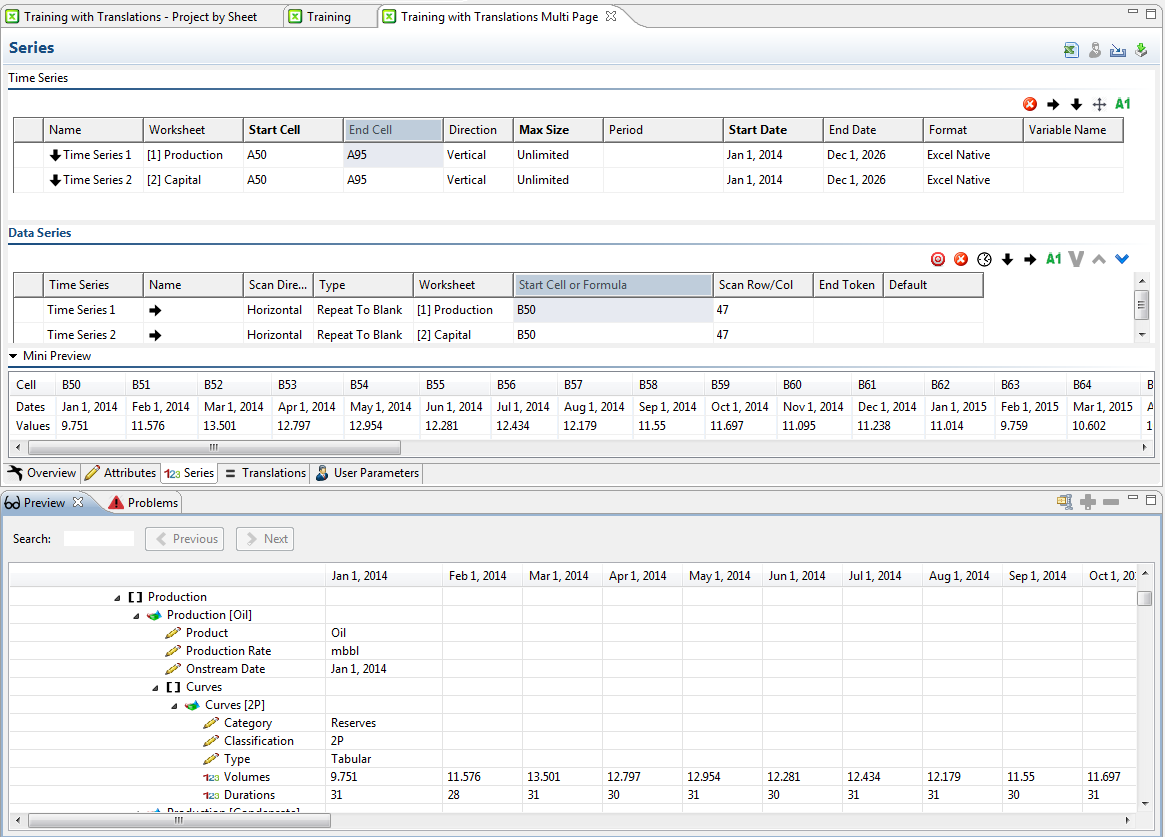 Training with Translations - Project by Sheet Training Training with Translations Multi Page
Series
Time Series
A1
Name Worksheet Start Cell End Cell Direction Max Size Period Start Date End Date Format Variable Name
Time Series 1 [1] Production A50 A95 Vertical Unlimited Jan 1, 2014 Dec 1, 2026 Excel Native
Time Series 2 [2] Capital A50 A95 Vertical Unlimited Jan 1, 2014 Dec 1, 2026 Excel Native
Data Series
A1
Time Series Name Scan Dire... Type Worksheet Start Cell or Formula Scan Row/Col End Token Default
Time Series 1 Horizontal Repeat To Blank [1] Production B50 47
Time Series 2 Horizontal Repeat To Blank [2] Capital B50 47
Mini Preview
Cell B50 B51 B52 B53 B54 B55 B56 B57 B58 B59 B60 B61 B62 B63 B64 B
Dates Jan 1, 2014 Feb 1, 2014 Mar 1, 2014 Apr 1, 2014 May 1, 2014 Jun 1, 2014 Jul 1, 2014 Aug 1, 2014 Sep 1, 2014 Oct 1, 2014 Nov 1, 2014 Dec 1, 2014 Jan 1, 2015 Feb 1, 2015 Mar 1, 2015 A
Values 9.751 11.576 13.501 12.797 12.954 12.281 12.434 12.179 11.55 11.697 11.095 11.238 11.014 9.759 10.602 1
Overview Attributes 123 Series Translations User Parameters
Preview Problems
Search: Previous Next
Jan 1, 2014 Feb 1, 2014 Mar 1, 2014 Apr 1, 2014 May 1, 2014 Jun 1, 2014 Jul 1, 2014 Aug 1, 2014 Sep 1, 2014 Oct 1, 20
[] Production
Production [Oil]
Product Oil
Production Rate mbbl
Onstream Date Jan 1, 2014
[] Curves
Curves [2P]
Category Reserves
Classification 2P
Type Tabular
123 Volumes 9.751 11.576 13.501 12.797 12.954 12.281 12.434 12.179 11.55 11.697
123 Durations 31 28 31 30 31 30 31 31 30 31
Production [Condensate]